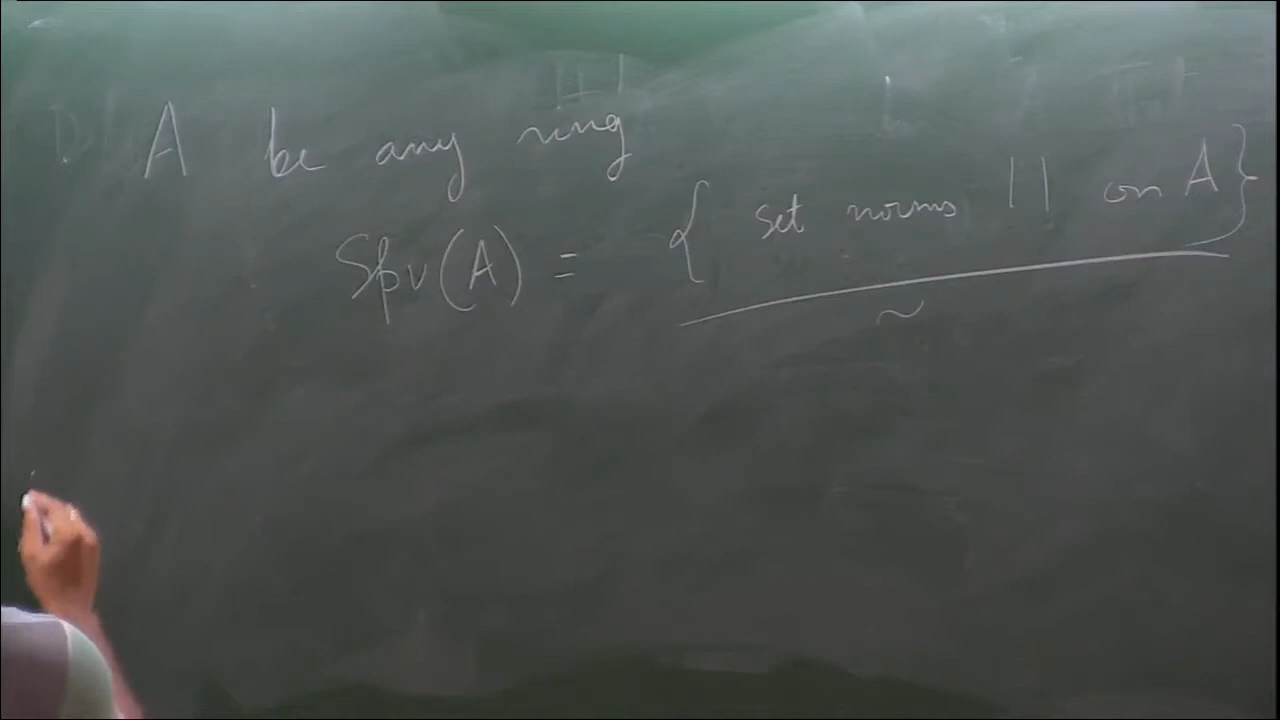 A be any ring
Spv(A) = { set norms | | on A}
~